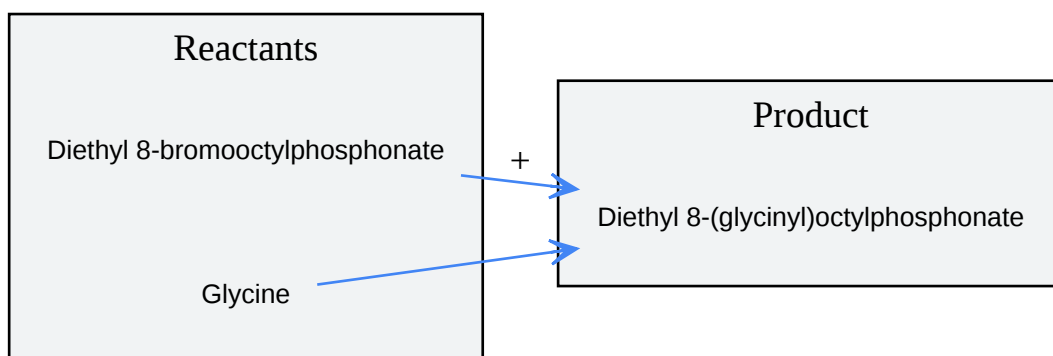 Reactants
Diethyl 8-bromooctylphosphonate
Glycine
+
Product
Diethyl 8-(glycinyl)octylphosphonate